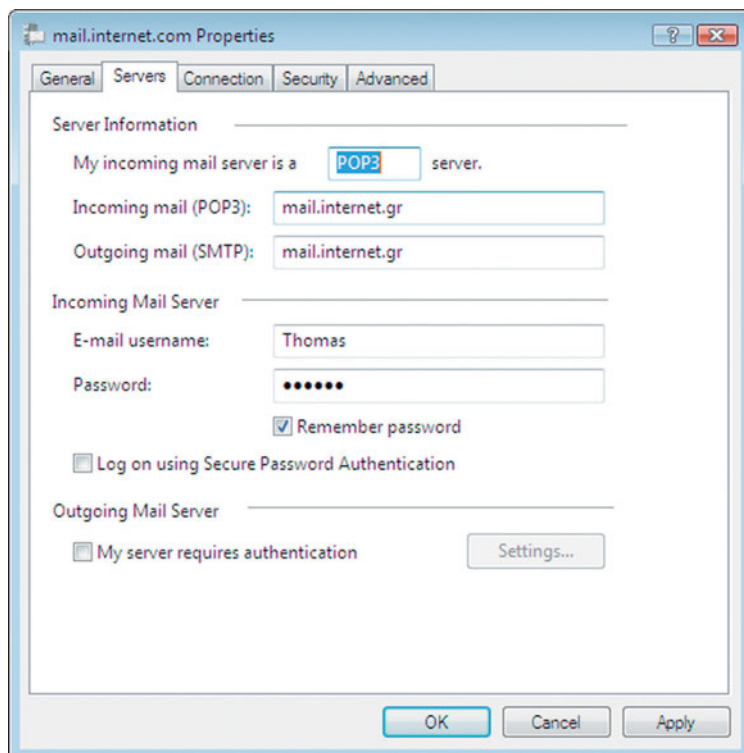 mail.internet.com Properties
General Servers Connection Security Advanced
Server Information
My incoming mail server is a POP3 server.
Incoming mail (POP3): mail.internet.gr
Outgoing mail (SMTP): mail.internet.gr
Incoming Mail Server
E-mail username: Thomas
Password: ••••••
Remember password
Log on using Secure Password Authentication
Outgoing Mail Server
My server requires authentication Settings...
OK Cancel Apply